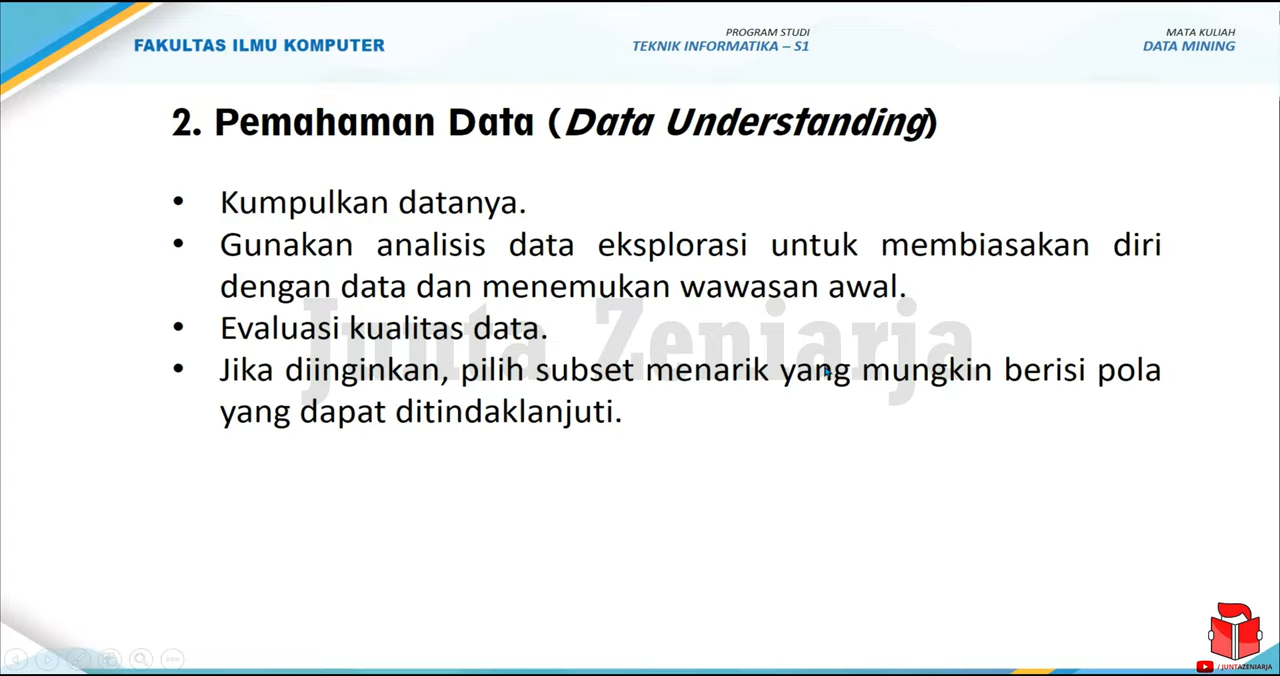 FAKULTAS ILMU KOMPUTER
PROGRAM STUDI
TEKNIK INFORMATIKA – S1
MATA KULIAH
DATA MINING
2. Pemahaman Data (Data Understanding)
• Kumpulkan datanya.
• Gunakan analisis data eksplorasi untuk membiasakan diri
dengan data dan menemukan wawasan awal.
• Evaluasi kualitas data.
• Jika diinginkan, pilih subset menarik yang mungkin berisi pola
yang dapat ditindaklanjuti.
Junta Zeniarja
/ JUNTAZENIARJA